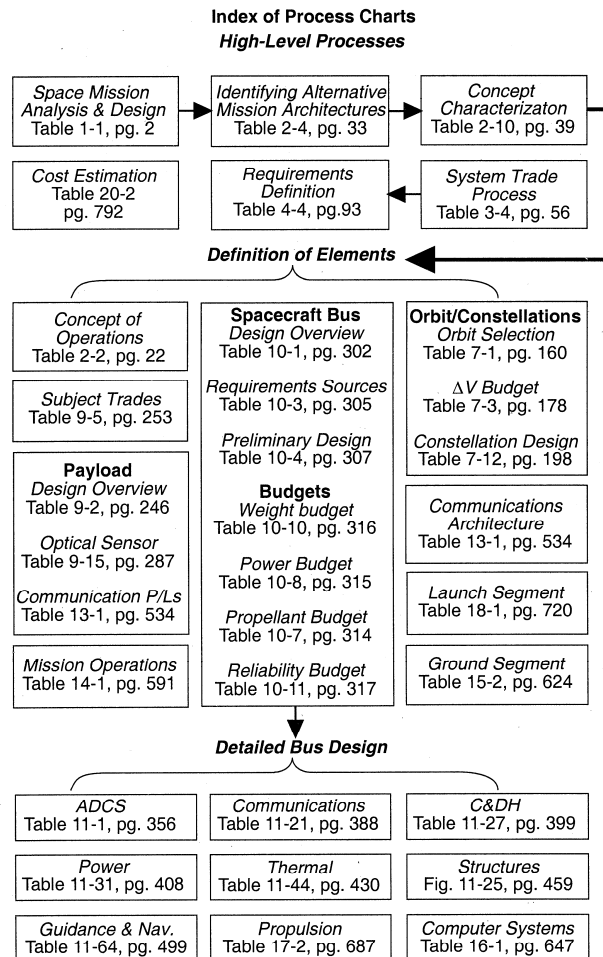 Index of Process Charts
High-Level Processes
Space Mission
Analysis & Design
Table 1-1, pg. 2
Identifying Alternative
Mission Architectures
Table 2-4, pg. 33
Concept
Characterizaton
Table 2-10, pg. 39
Cost Estimation
Table 20-2
pg. 792
Requirements
Definition
Table 4-4, pg.93
System Trade
Process
Table 3-4, pg. 56
Definition of Elements
Concept of
Operations
Table 2-2, pg. 22
Subject Trades
Table 9-5, pg. 253
Payload
Design Overview
Table 9-2, pg. 246
Optical Sensor
Table 9-15, pg. 287
Communication P/Ls
Table 13-1, pg. 534
Mission Operations
Table 14-1, pg. 591
Spacecraft Bus
Design Overview
Table 10-1, pg. 302
Requirements Sources
Table 10-3, pg. 305
Preliminary Design
Table 10-4, pg. 307
Budgets
Weight budget
Table 10-10, pg. 316
Power Budget
Table 10-8, pg. 315
Propellant Budget
Table 10-7, pg. 314
Reliability Budget
Table 10-11, pg. 317
Orbit/Constellations
Orbit Selection
Table 7-1, pg. 160
ΔV Budget
Table 7-3, pg. 178
Constellation Design
Table 7-12, pg. 198
Communications
Architecture
Table 13-1, pg. 534
Launch Segment
Table 18-1, pg. 720
Ground Segment
Table 15-2, pg. 624
Detailed Bus Design
ADCS
Table 11-1, pg. 356
Communications
Table 11-21, pg. 388
C&DH
Table 11-27, pg. 399
Power
Table 11-31, pg. 408
Thermal
Table 11-44, pg. 430
Structures
Fig. 11-25, pg. 459
Guidance & Nav.
Table 11-64, pg. 499
Propulsion
Table 17-2, pg. 687
Computer Systems
Table 16-1, pg. 647